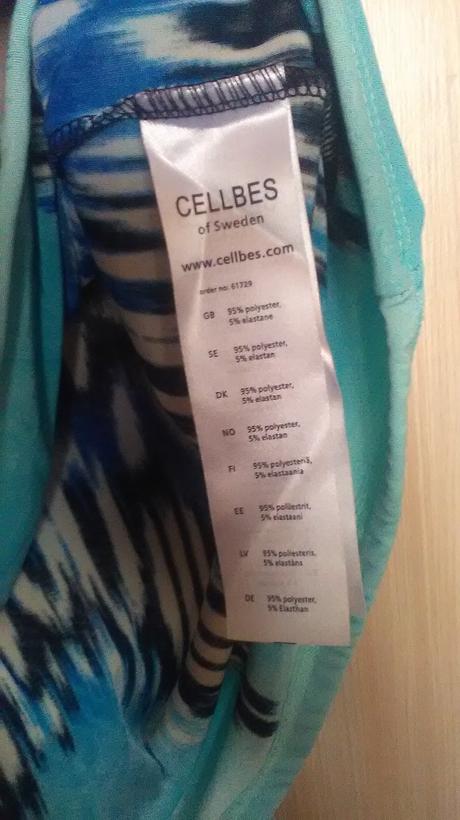 CELLBES
of Sweden
www.cellbes.com
order no: 61729
GB 95% polyester,
5% elastane
SE 95% polyester,
5% elastan
DK 95% polyester,
5% elastan
NO 95% polyester,
5% elastan
FI 95% polyesteriä,
5% elastaania
EE 95% polüestrit,
5% elastaani
LV 95% poliesteris,
5% elastāns
DE 95% polyester,
5% Elasthan